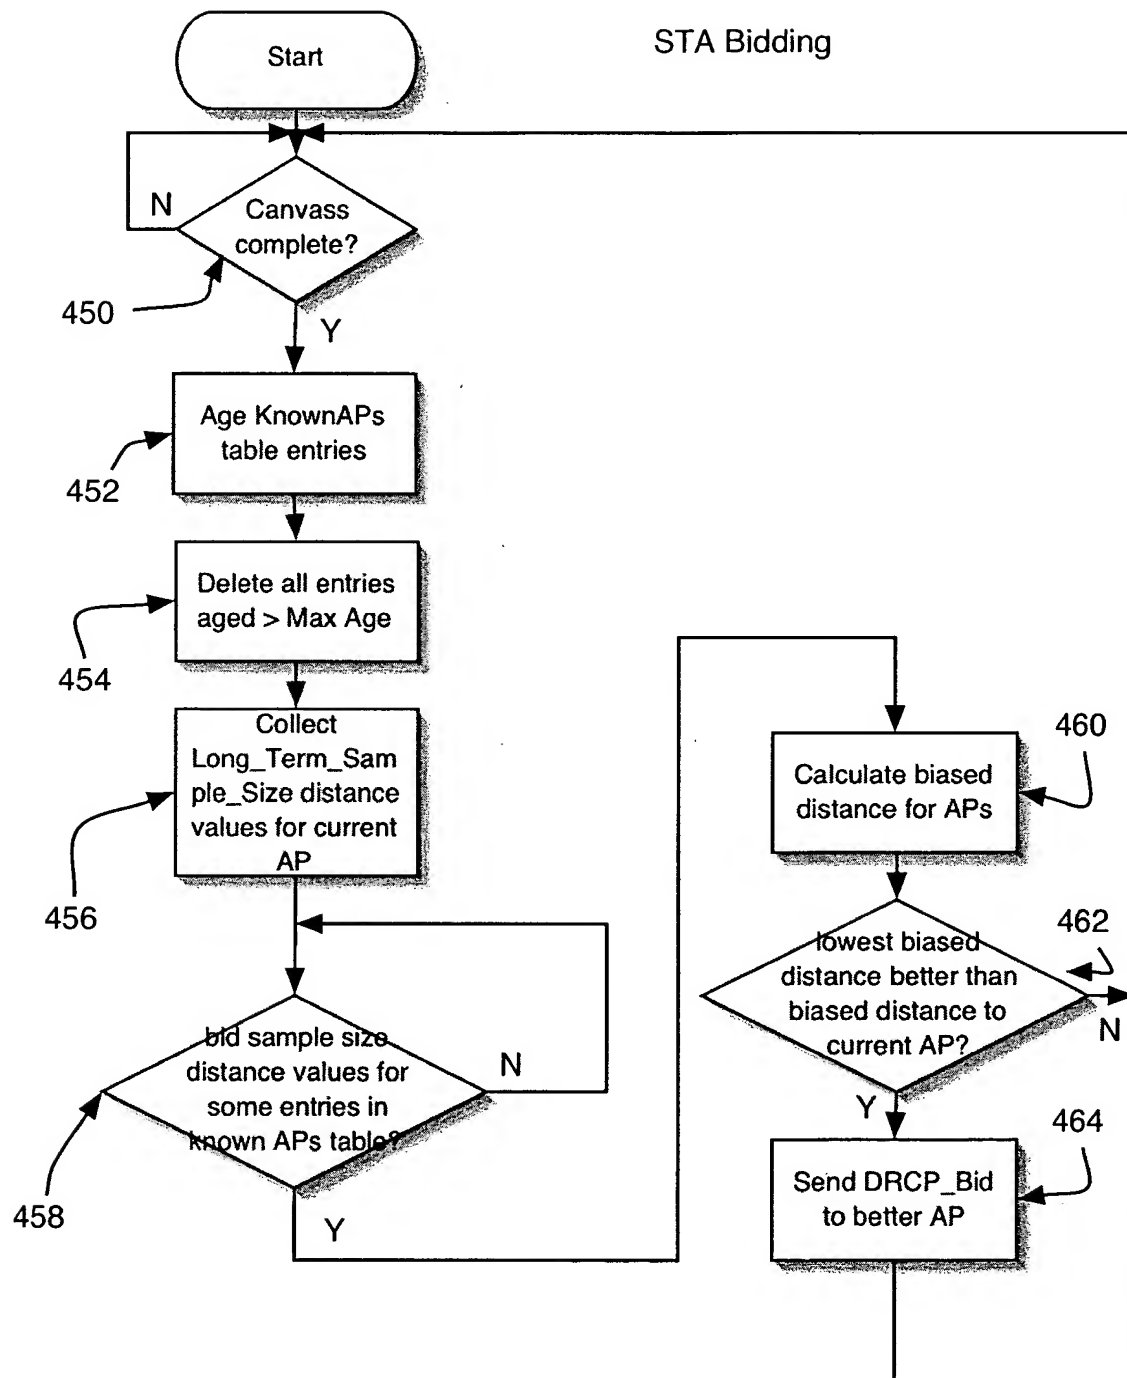 STA Bidding
Start
N
Canvass
complete?
450
Y
Age KnownAPs
table entries
452
Delete all entries
aged > Max Age
454
Collect
Long_Term_Sam
ple_Size distance
values for current
AP
456
bid sample size
distance values for
some entries in
known APs table?
N
458
Y
460
Calculate biased
distance for APs
462
lowest biased
distance better than
biased distance to
current AP?
N
Y
464
Send DRCP_Bid
to better AP